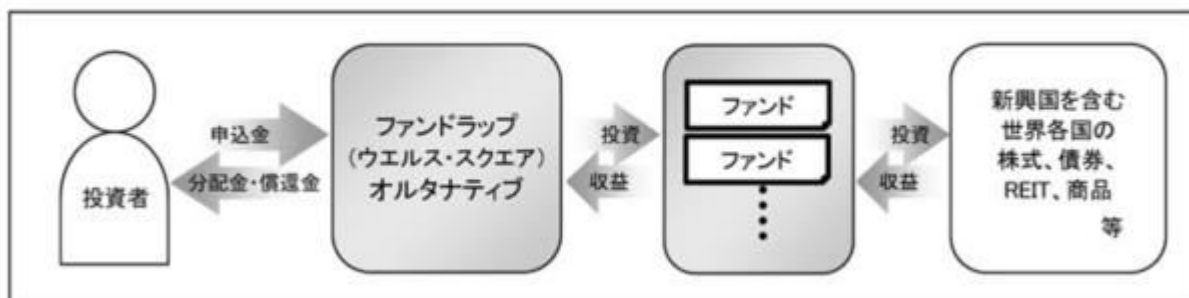 投資者
申込金
分配金・償還金
ファンドラップ
(ウエルス・スクエア)
オルタナティブ
投資
収益
ファンド
ファンド
投資
収益
新興国を含む
世界各国の
株式、債券、
REIT、商品
等